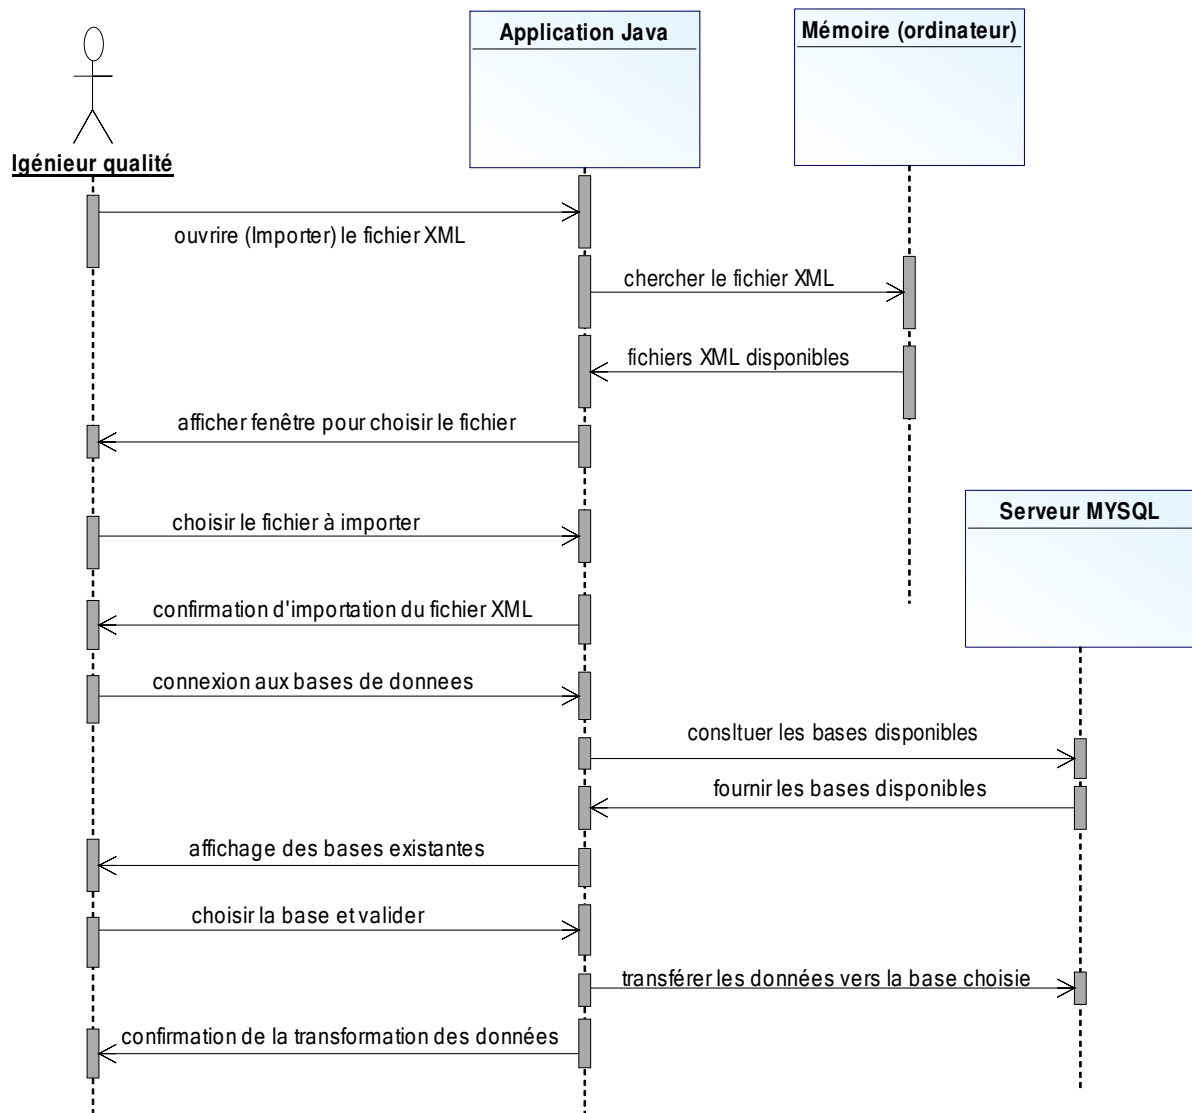 Application Java
Mémoire (ordinateur)
Igénieur qualité
ouvrire (Importer) le fichier XML
chercher le fichier XML
fichiers XML disponibles
afficher fenêtre pour choisir le fichier
Serveur MYSQL
choisir le fichier à importer
confirmation d'importation du fichier XML
connexion aux bases de donnees
consltuer les bases disponibles
fournir les bases disponibles
affichage des bases existantes
choisir la base et valider
transférer les données vers la base choisie
confirmation de la transformation des données